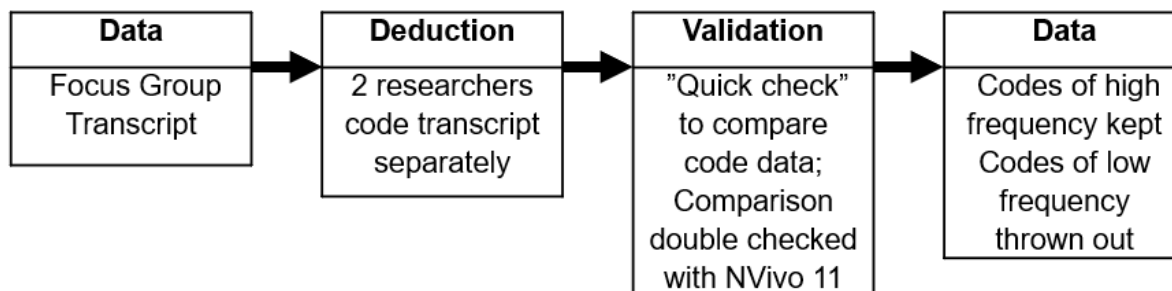 Data
Focus Group
Transcript
Deduction
2 researchers
code transcript
separately
Validation
”Quick check”
to compare
code data;
Comparison
double checked
with NVivo 11
Data
Codes of high
frequency kept
Codes of low
frequency
thrown out